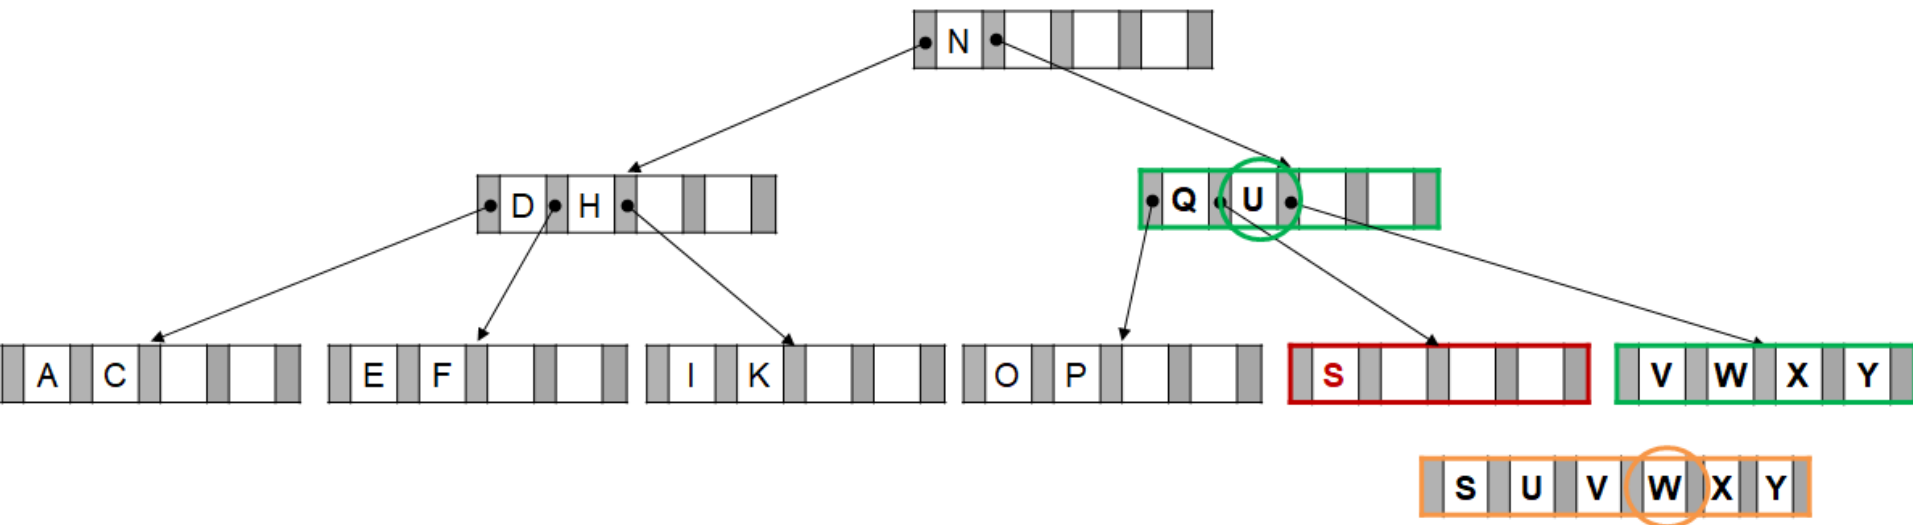 N
D H Q U
A C E F I K O P S V W X Y
S U V W X Y